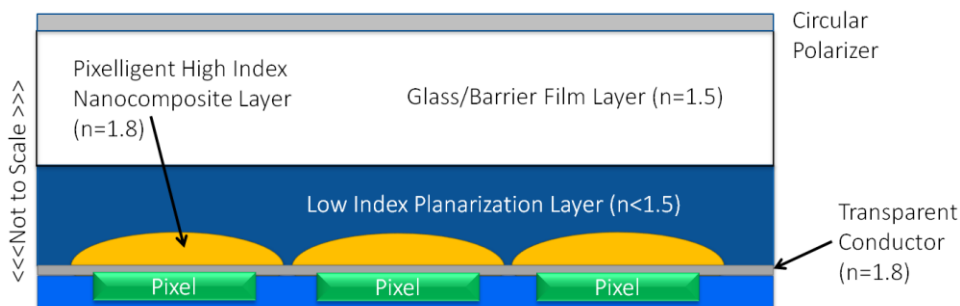 Circular
Polarizer
Pixelligent High Index
Nanocomposite Layer
(n=1.8)
Glass/Barrier Film Layer (n=1.5)
<<<Not to Scale >>>
Low Index Planarization Layer (n<1.5)
Transparent
Conductor
(n=1.8)
Pixel
Pixel
Pixel